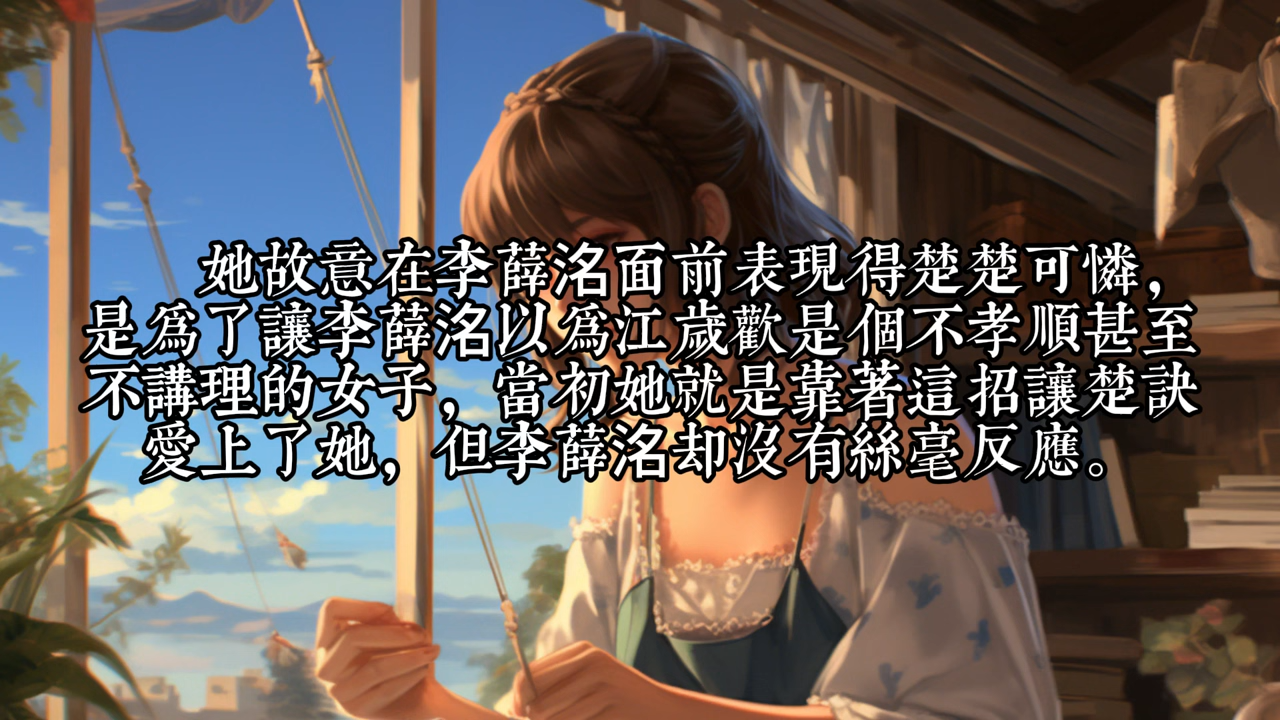 她故意在李薛洺面前表現得楚楚可憐，
是爲了讓李薛洺以爲江歲歡是個不孝順甚至
不講理的女子，當初她就是靠著這招讓楚訣
愛上了她，但李薛洺却沒有絲毫反應。